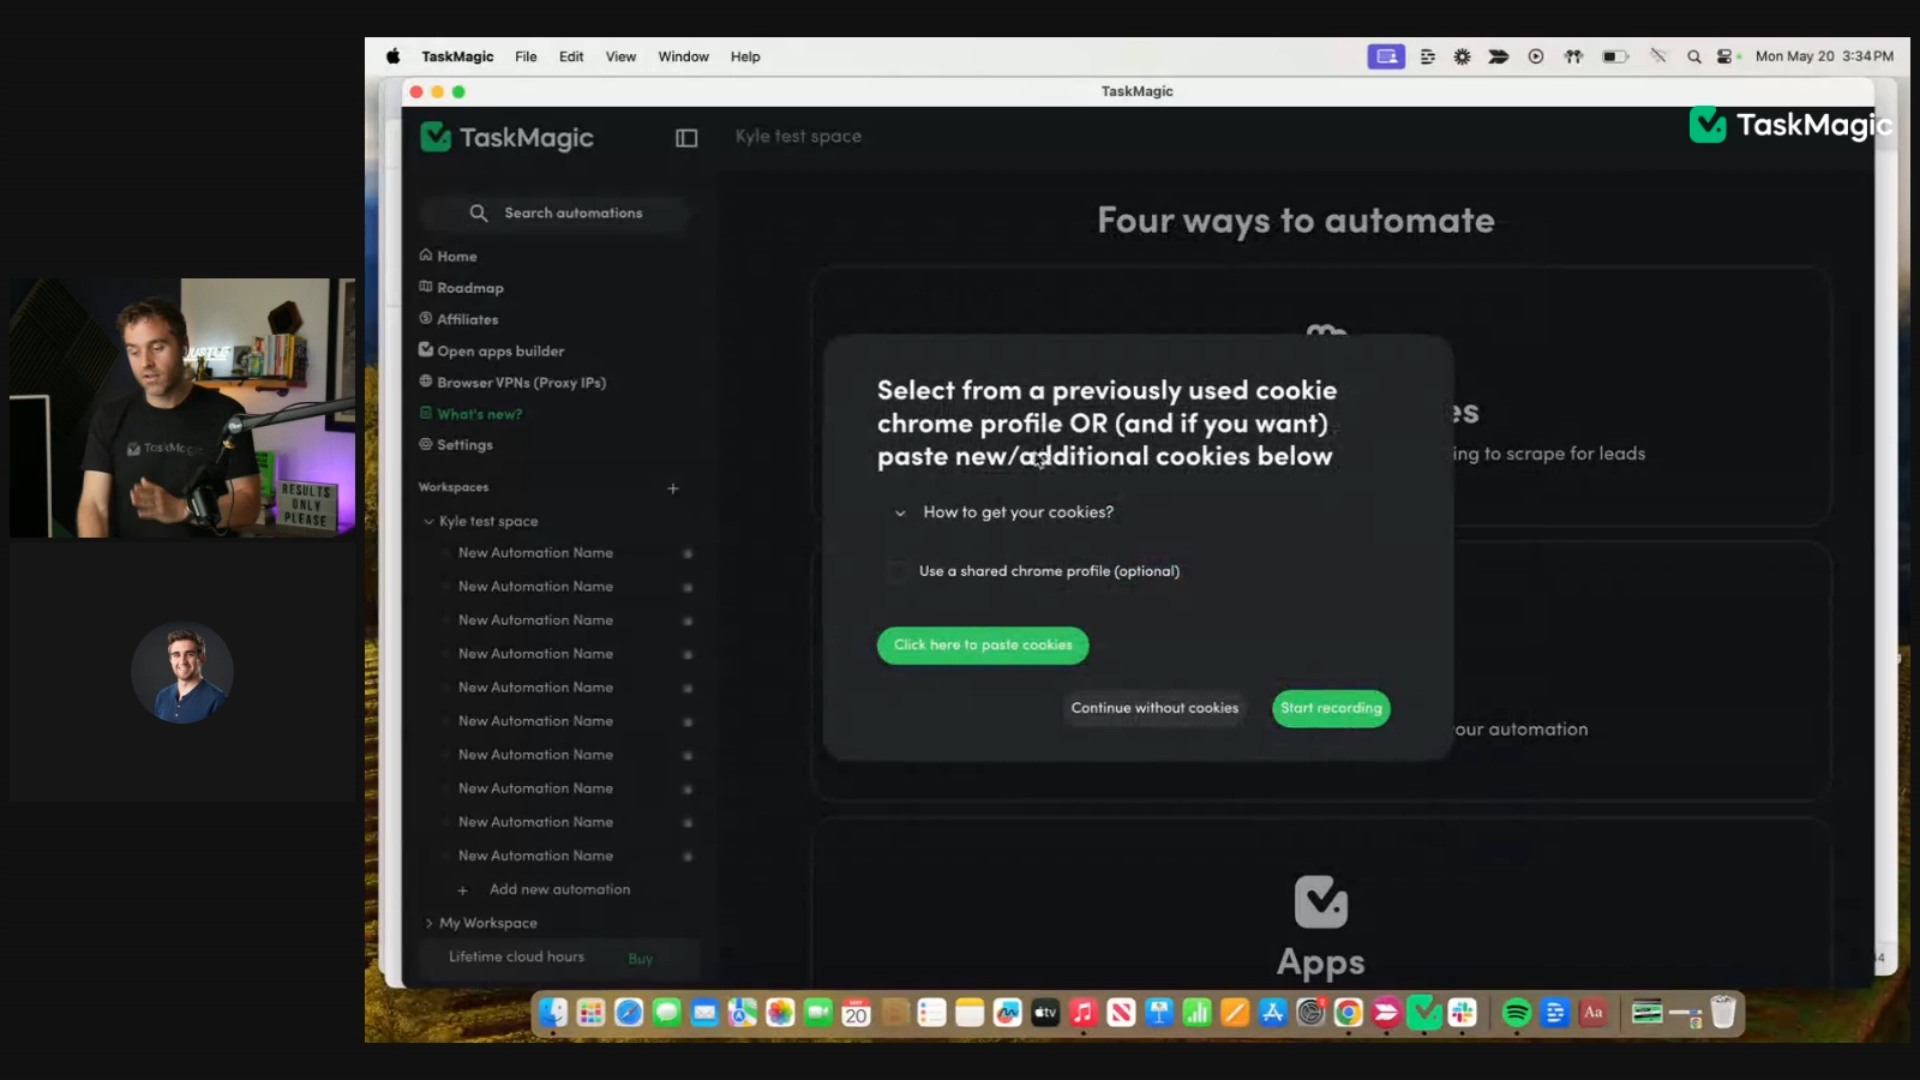 TaskMagic File Edit View Window Help
Mon May 20 3:34 PM
TaskMagic
TaskMagic
Kyle test space
TaskMagic
Search automations
Home
Roadmap
Affiliates
Open apps builder
Browser VPNs (Proxy IPs)
What's new?
Settings
Workspaces
Kyle test space
New Automation Name
New Automation Name
New Automation Name
New Automation Name
New Automation Name
New Automation Name
New Automation Name
New Automation Name
New Automation Name
New Automation Name
Add new automation
My Workspace
Lifetime cloud hours Buy
Four ways to automate
es
ing to scrape for leads
Select from a previously used cookie
chrome profile OR (and if you want)
paste new/additional cookies below
How to get your cookies?
Use a shared chrome profile (optional)
Click here to paste cookies
Continue without cookies
Start recording
our automation
Apps
TaskMagic
RESULTS
ONLY
PLEASE
20
tv
Aa